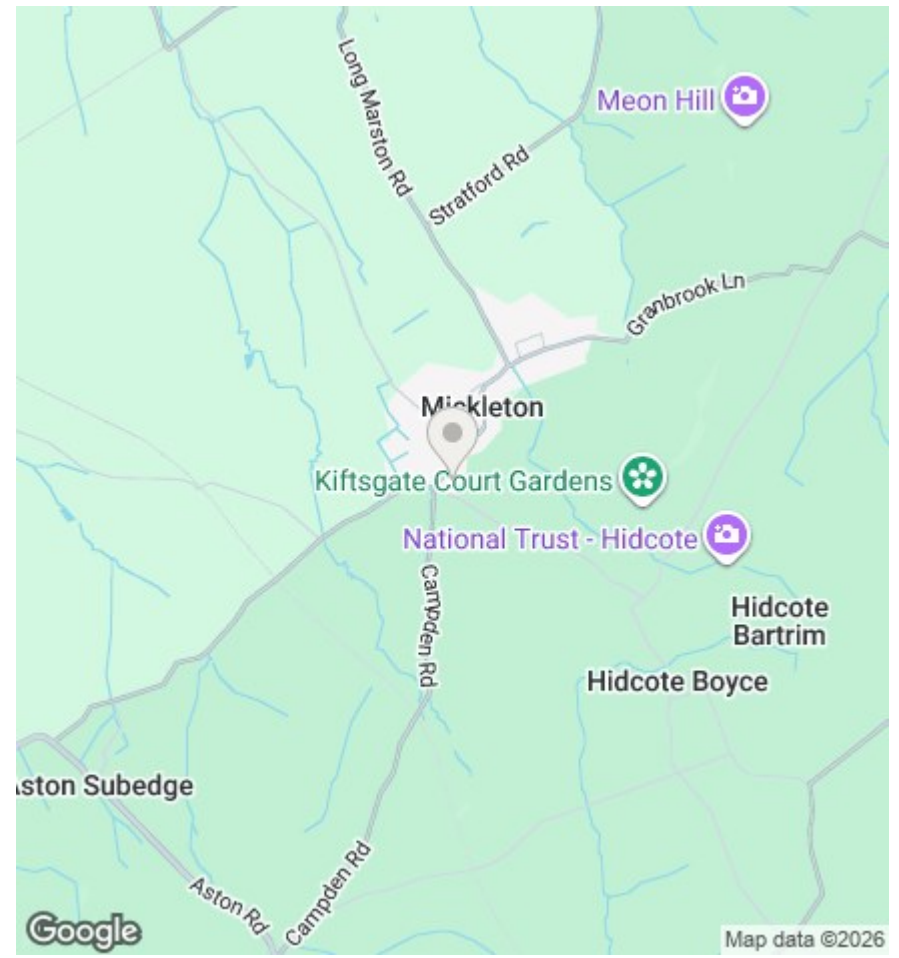 Long Marston Rd
Meon Hill
Stratford Rd
Granbrook Ln
Mickleton
Kiftsgate Court Gardens
National Trust - Hidcote
Campden Rd
Hidcote
Bartrim
Hidcote Boyce
Aston Subedge
Aston Rd
Campden Rd
Google
Map data ©2026